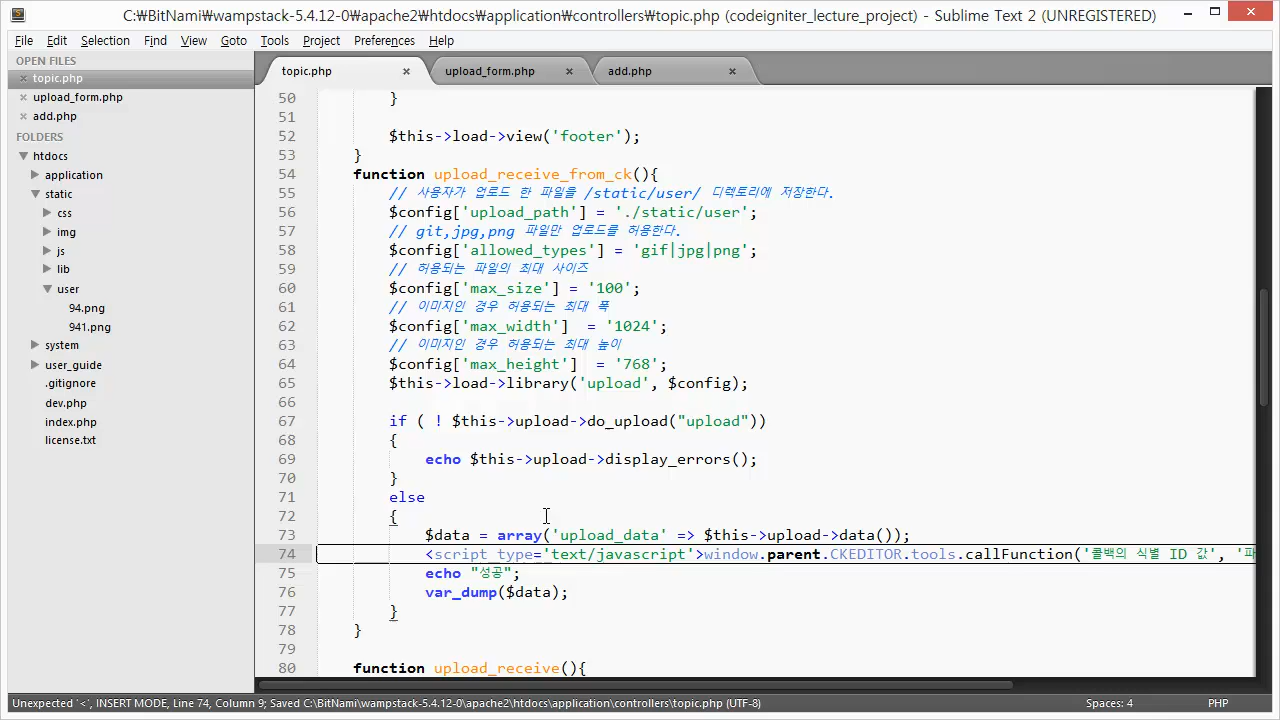 C:₩BitNami₩wampstack-5.4.12-0₩apache2₩htdocs₩application₩controllers₩topic.php (codeigniter_lecture_project) - Sublime Text 2 (UNREGISTERED)
File Edit Selection Find View Goto Tools Project Preferences Help
OPEN FILES
topic.php
upload_form.php
add.php
FOLDERS
htdocs
application
static
css
img
js
lib
user
94.png
941.png
system
user_guide
.gitignore
dev.php
index.php
license.txt
topic.php upload_form.php add.php
50 }
51
52 $this->load->view('footer');
53 }
54 function upload_receive_from_ck(){
55 // 사용자가 업로드 한 파일을 /static/user/ 디렉토리에 저장한다.
56 $config['upload_path'] = './static/user';
57 // git,jpg,png 파일만 업로드를 허용한다.
58 $config['allowed_types'] = 'gif|jpg|png';
59 // 허용되는 파일의 최대 사이즈
60 $config['max_size'] = '100';
61 // 이미지인 경우 허용되는 최대 폭
62 $config['max_width']  = '1024';
63 // 이미지인 경우 허용되는 최대 높이
64 $config['max_height']  = '768';
65 $this->load->library('upload', $config);
66
67 if ( ! $this->upload->do_upload("upload"))
68 {
69 echo $this->upload->display_errors();
70 }
71 else
72 {
73 $data = array('upload_data' => $this->upload->data());
74 <script type='text/javascript'>window.parent.CKEDITOR.tools.callFunction('콜백의 식별 ID 값', '파
75 echo "성공";
76 var_dump($data);
77 }
78 }
79
80 function upload_receive(){
Unexpected '<', INSERT MODE, Line 74, Column 9; Saved C:\BitNami\wampstack-5.4.12-0\apache2\htdocs\application\controllers\topic.php (UTF-8) Spaces: 4 PHP